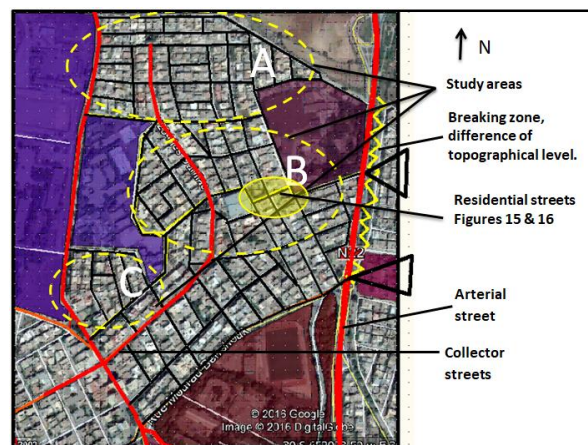 N
A
Study areas
Breaking zone,
difference of
topographical level.
B
Residential streets
Figures 15 & 16
C
Arterial
street
Collector
streets
© 2016 Google
Image © 2016 DigitalGlobe